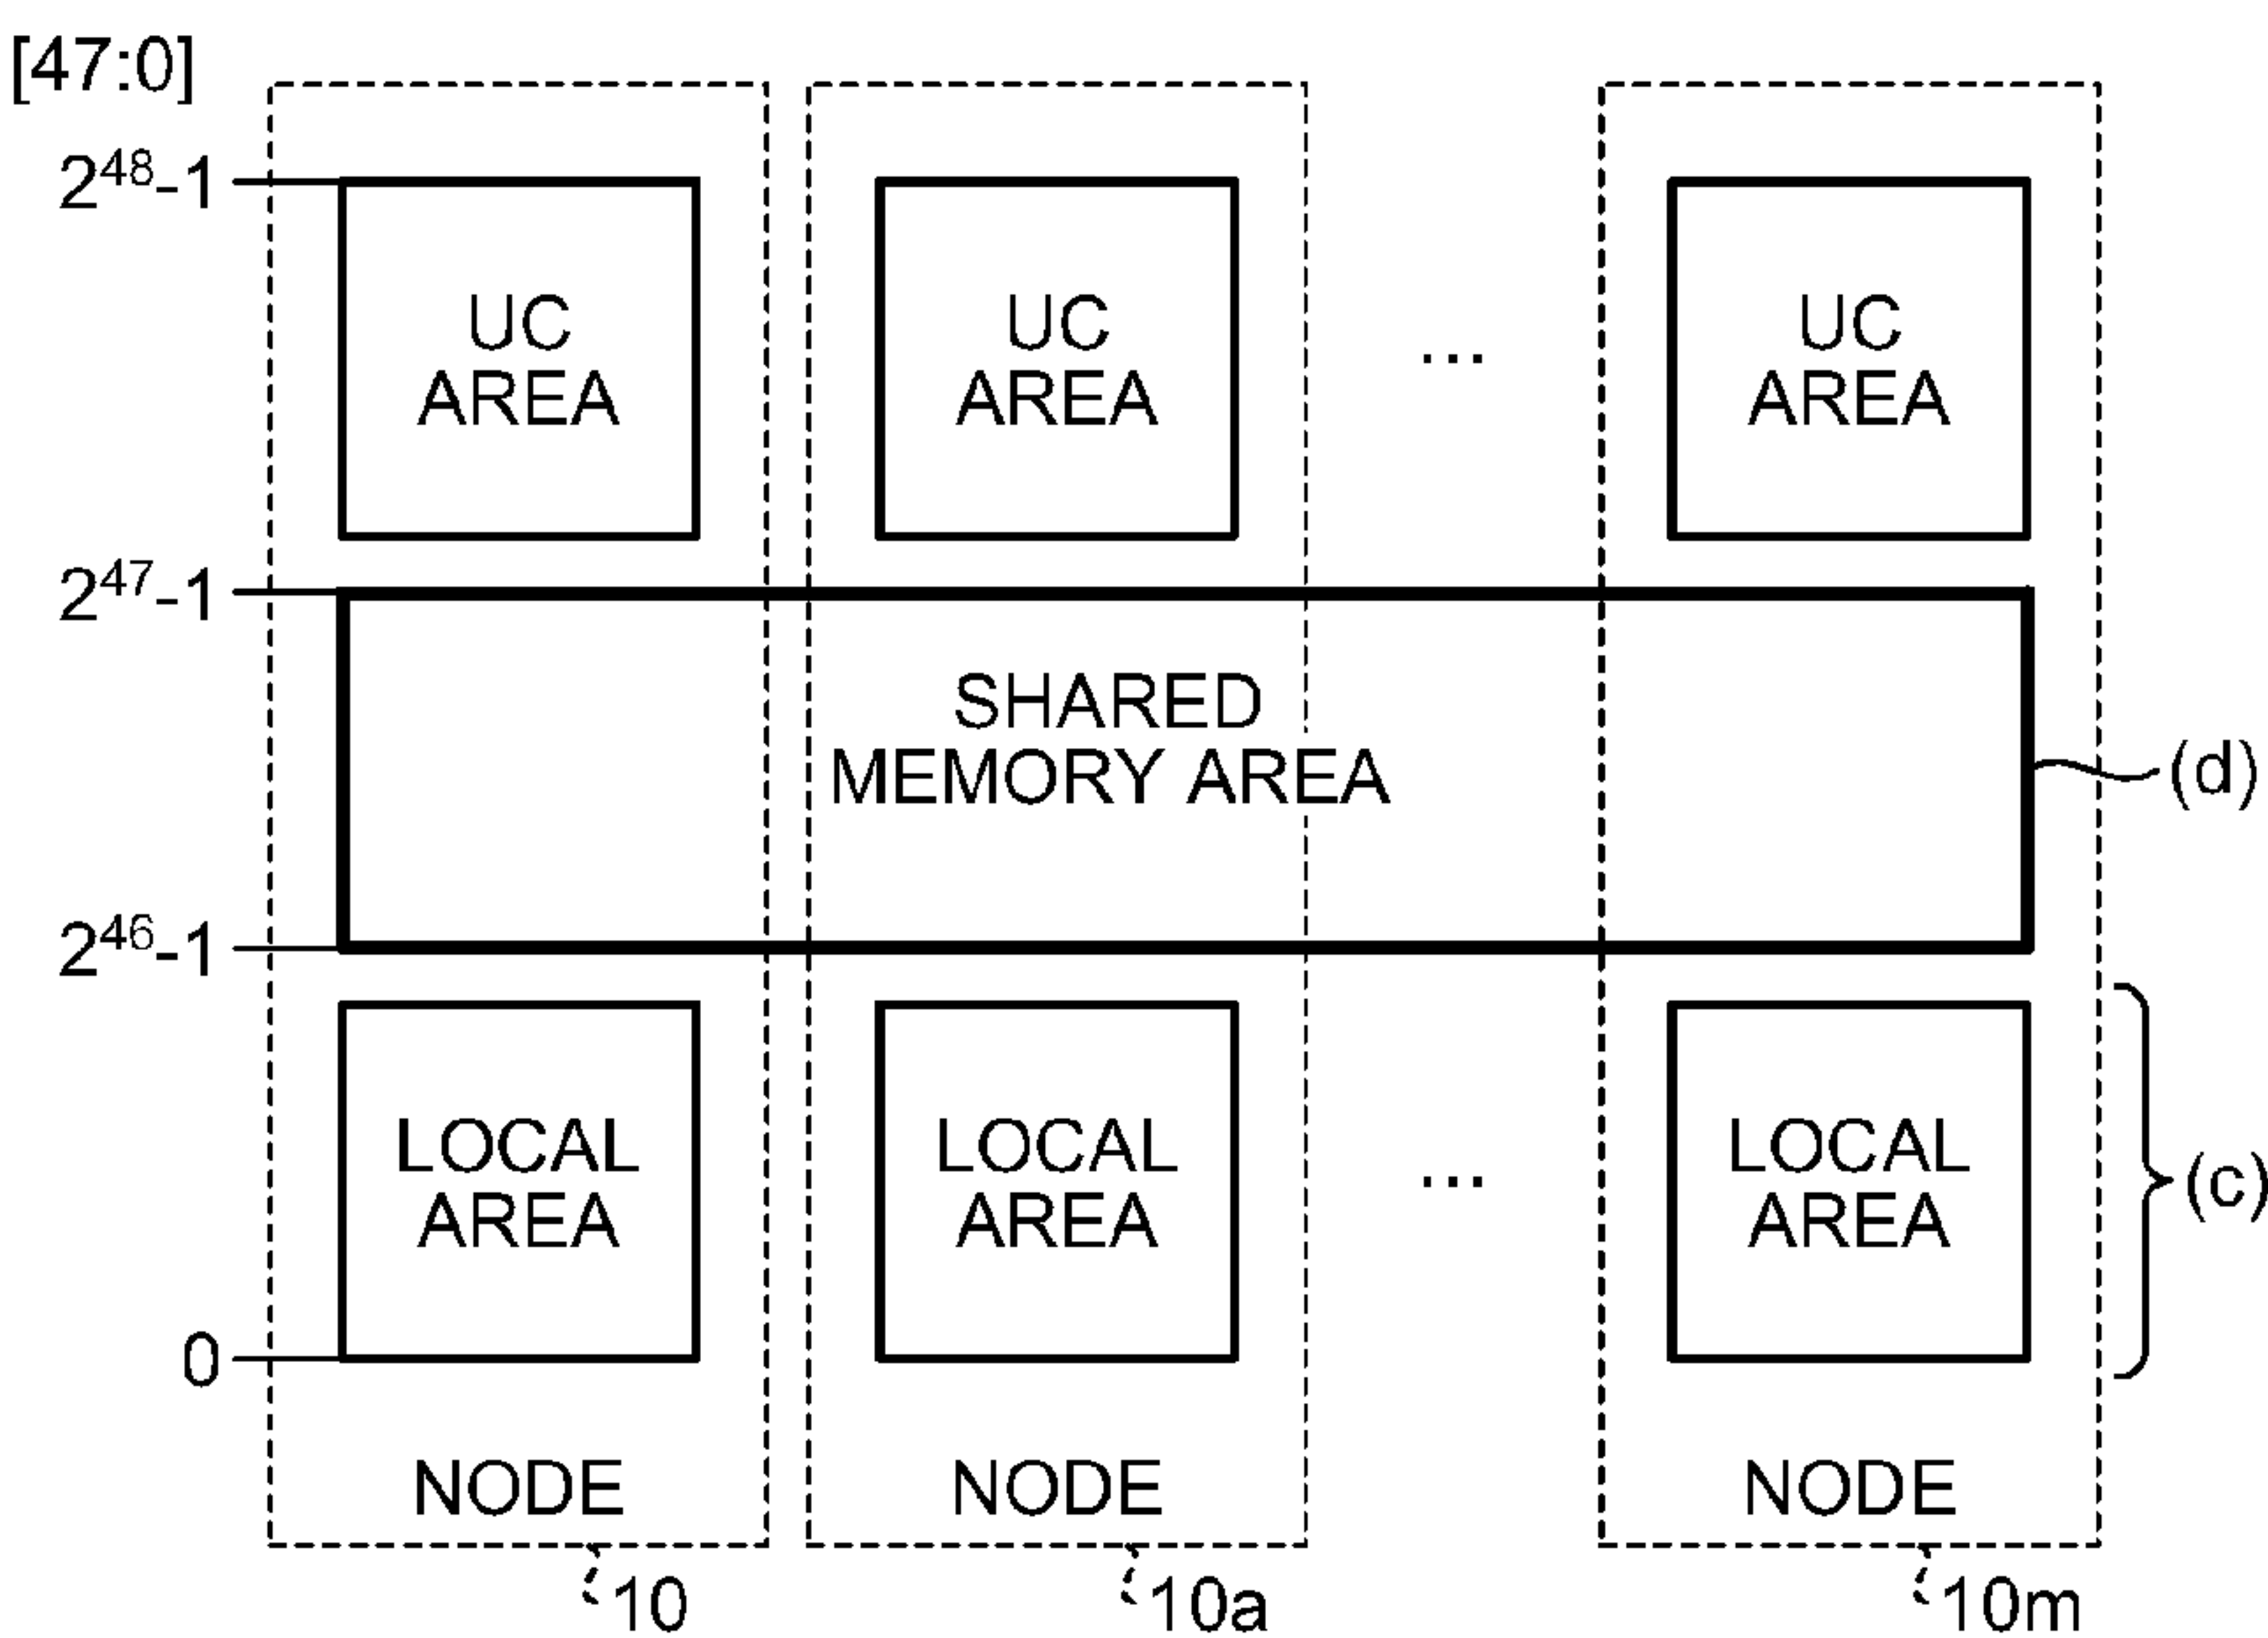 [47:0]
2⁴⁸-1
UC
AREA
UC
AREA
...
UC
AREA
2⁴⁷-1
SHARED
MEMORY AREA
(d)
2⁴⁶-1
LOCAL
AREA
LOCAL
AREA
...
LOCAL
AREA
(c)
0
NODE
NODE
NODE
10
10a
10m